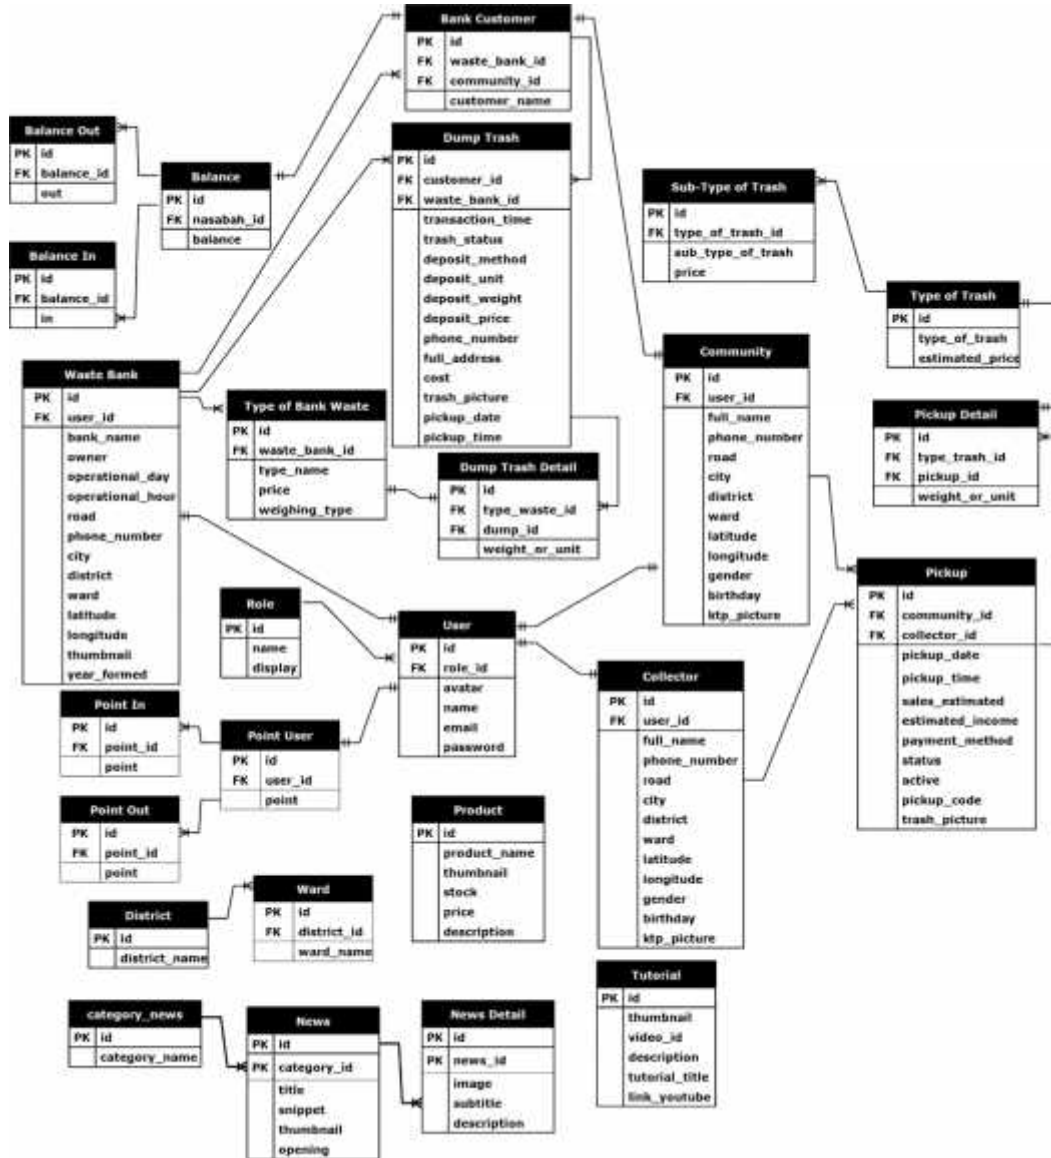 Bank Customer
PK id
FK waste_bank_id
FK community_id
customer_name
Balance Out
PK id
FK balance_id
out
Balance
PK id
FK nasabah_id
balance
Balance In
PK id
FK balance_id
in
Dump Trash
PK id
FK customer_id
FK waste_bank_id
transaction_time
trash_status
deposit_method
deposit_unit
deposit_weight
deposit_price
phone_number
full_address
cost
trash_picture
pickup_date
pickup_time
Sub-Type of Trash
PK id
FK type_of_trash_id
sub_type_of_trash
price
Type of Trash
PK id
type_of_trash
estimated_price
Waste Bank
PK id
FK user_id
bank_name
owner
operational_day
operational_hour
road
phone_number
city
district
ward
latitude
longitude
thumbnail
year_formed
Type of Bank Waste
PK id
FK waste_bank_id
type_name
price
weighing_type
Dump Trash Detail
PK id
FK type_waste_id
FK dump_id
weight_or_unit
Community
PK id
FK user_id
full_name
phone_number
road
city
district
ward
latitude
longitude
gender
birthday
ktp_picture
Pickup Detail
PK id
FK type_trash_id
FK pickup_id
weight_or_unit
Pickup
PK id
FK community_id
FK collector_id
pickup_date
pickup_time
sales_estimated
estimated_income
payment_method
status
active
pickup_code
trash_picture
Role
PK id
name
display
User
PK id
FK role_id
avatar
name
email
password
Collector
PK id
FK user_id
full_name
phone_number
road
city
district
ward
latitude
longitude
gender
birthday
ktp_picture
Point In
PK id
FK point_id
point
Point User
PK id
FK user_id
point
Point Out
PK id
FK point_id
point
Product
PK id
product_name
thumbnail
stock
price
description
District
PK id
district_name
Ward
PK id
FK district_id
ward_name
Tutorial
PK id
thumbnail
video_id
description
tutorial_title
link_youtube
category_news
PK id
category_name
News
PK id
PK category_id
title
snippet
thumbnail
opening
News Detail
PK id
PK news_id
image
subtitle
description